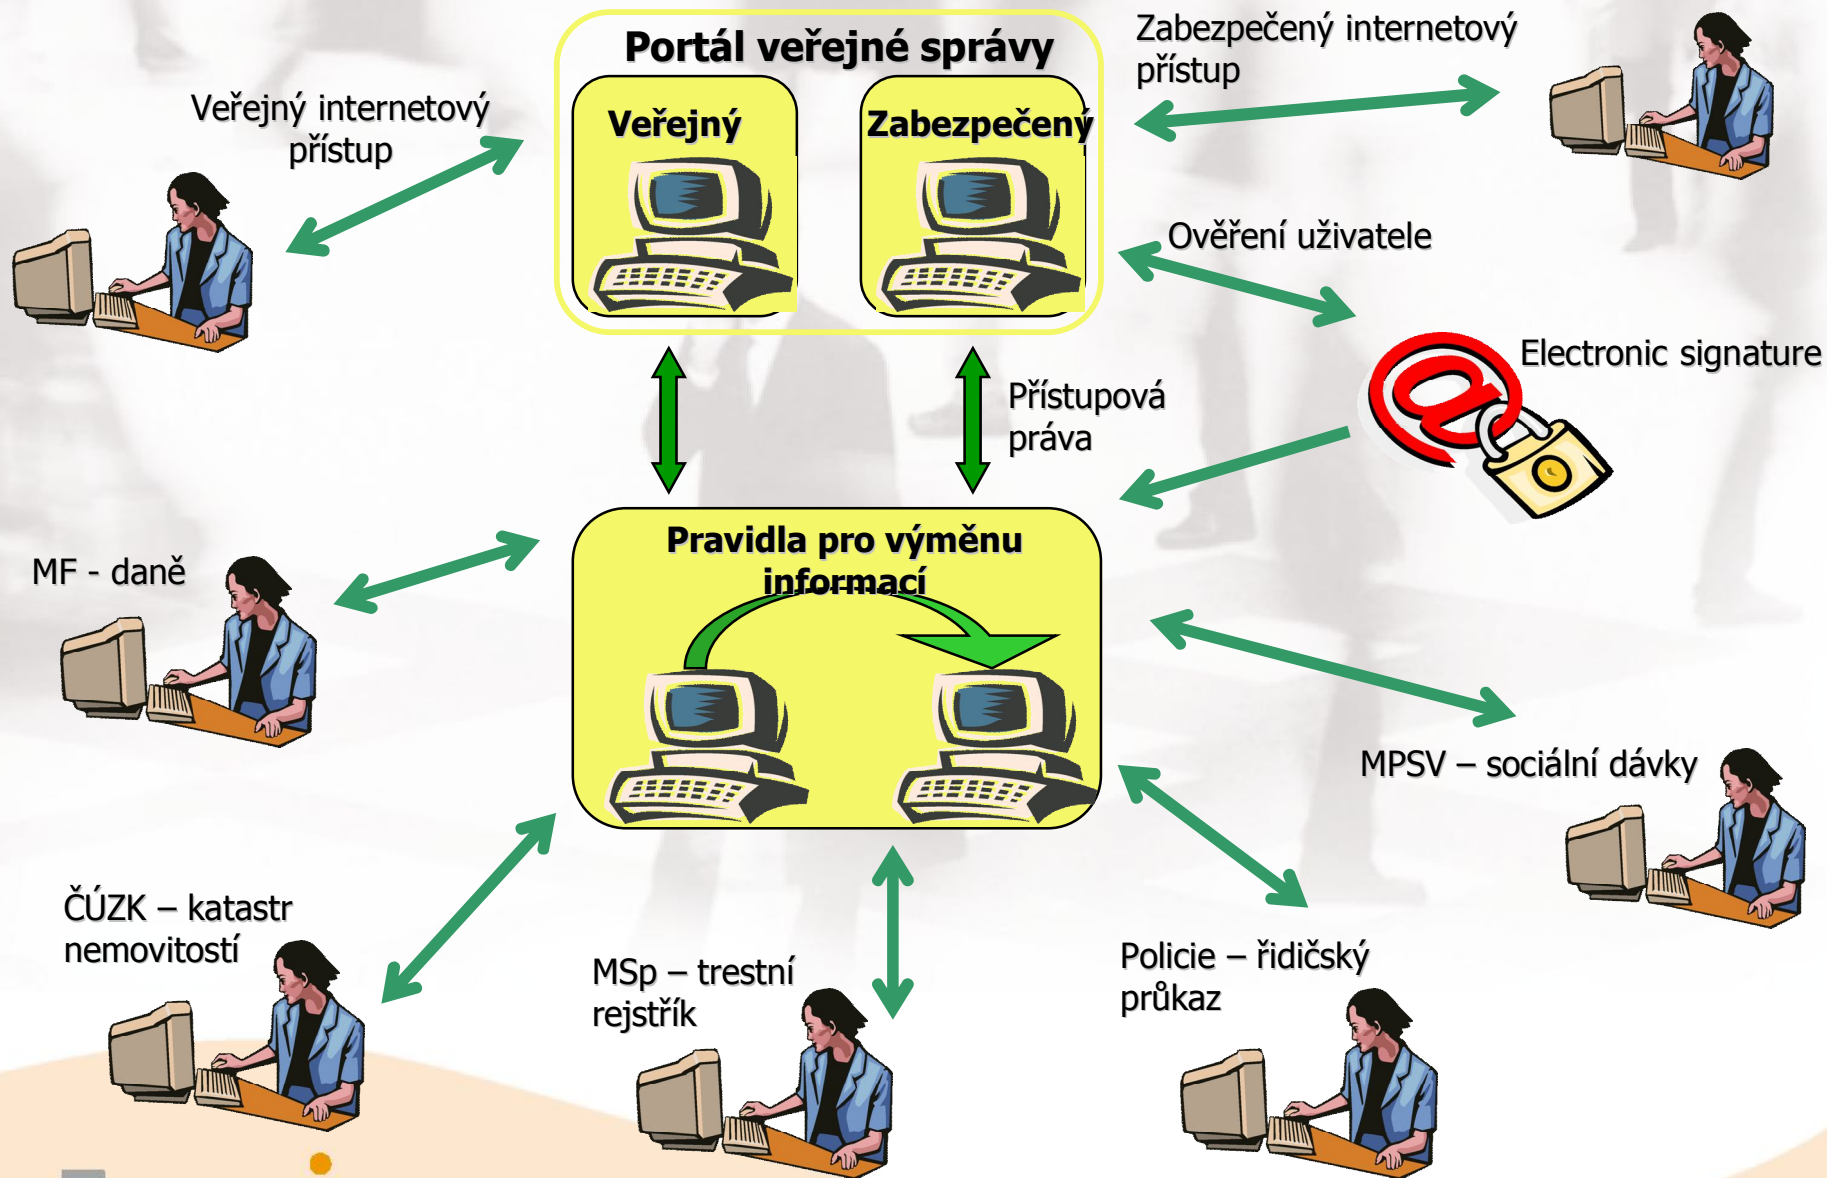 Portál veřejné správy
Veřejný
Zabezpečený
Veřejný internetový
přístup
Zabezpečený internetový
přístup
Ověření uživatele
Electronic signature
Přístupová
práva
Pravidla pro výměnu
informací
MF - daně
MPSV – sociální dávky
ČÚZK – katastr
nemovitostí
MSp – trestní
rejstřík
Policie – řidičský
průkaz